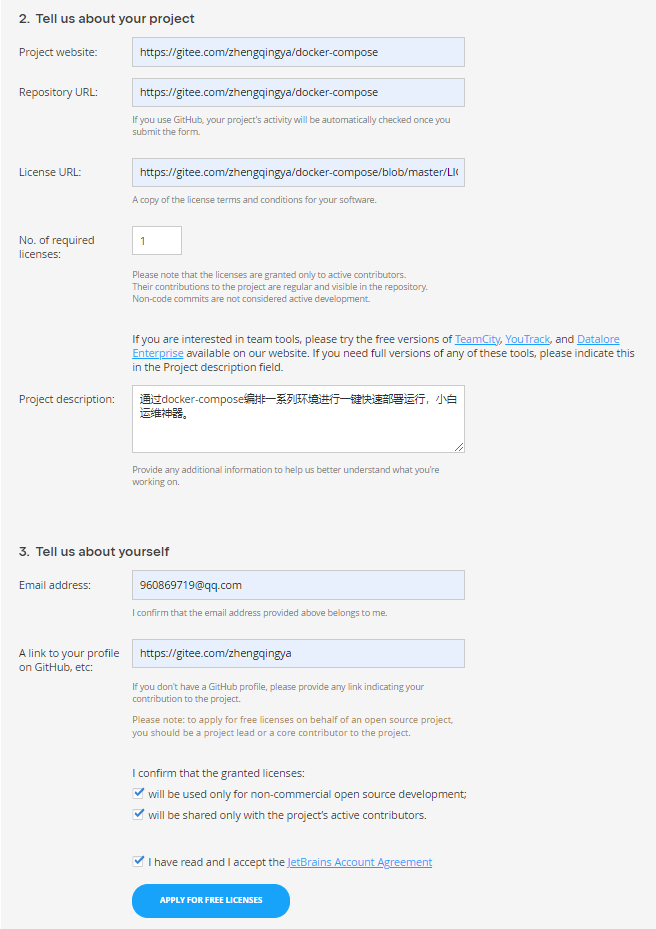 2. Tell us about your project
Project website:
https://gitee.com/zhengqingya/docker-compose
Repository URL:
https://gitee.com/zhengqingya/docker-compose
If you use GitHub, your project's activity will be automatically checked once you
submit the form.
License URL:
https://gitee.com/zhengqingya/docker-compose/blob/master/LI
A copy of the license terms and conditions for your software.
No. of required
licenses:
1
Please note that the licenses are granted only to active contributors.
Their contributions to the project are regular and visible in the repository.
Non-code commits are not considered active development.
If you are interested in team tools, please try the free versions of TeamCity, YouTrack, and Datalore
Enterprise available on our website. If you need full versions of any of these tools, please indicate this
in the Project description field.
Project description:
通过docker-compose编排一系列环境进行一键快速部署运行，小白
运维神器。
Provide any additional information to help us better understand what you're
working on.
3. Tell us about yourself
Email address:
960869719@qq.com
I confirm that the email address provided above belongs to me.
A link to your profile
on GitHub, etc:
https://gitee.com/zhengqingya
If you don't have a GitHub profile, please provide any link indicating your
contribution to the project.
Please note: to apply for free licenses on behalf of an open source project,
you should be a project lead or a core contributor to the project.
I confirm that the granted licenses:
will be used only for non-commercial open source development;
will be shared only with the project's active contributors.
I have read and I accept the JetBrains Account Agreement
APPLY FOR FREE LICENSES